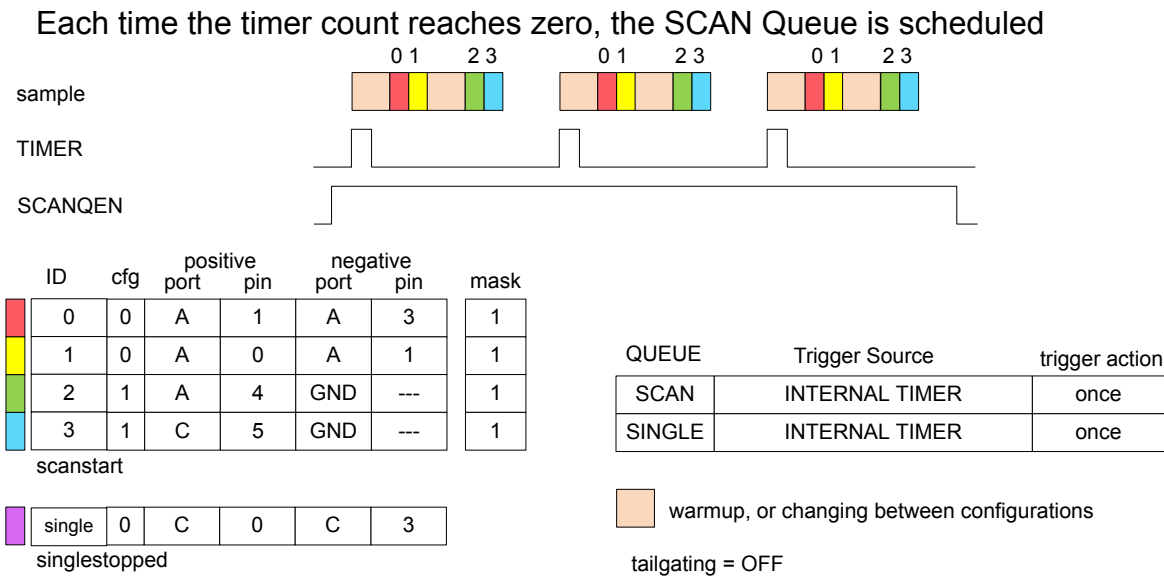 Each time the timer count reaches zero, the SCAN Queue is scheduled
0 1 2 3 0 1 2 3 0 1 2 3
sample
TIMER
SCANQEN
positive negative
ID cfg port pin port pin mask
0 0 A 1 A 3 1
1 0 A 0 A 1 1
2 1 A 4 GND --- 1
3 1 C 5 GND --- 1
scanstart
QUEUE Trigger Source trigger action
SCAN INTERNAL TIMER once
SINGLE INTERNAL TIMER once
single 0 C 0 C 3
singlestopped
warmup, or changing between configurations
tailgating = OFF